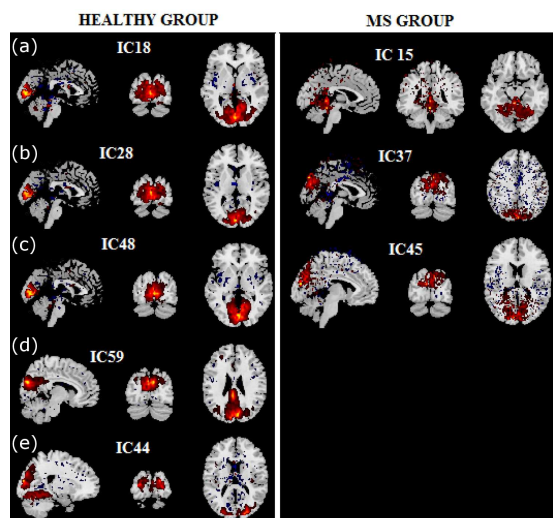 HEALTHY GROUP
MS GROUP
(a)
IC18
IC 15
(b)
IC28
IC37
(c)
IC48
IC45
(d)
IC59
(e)
IC44